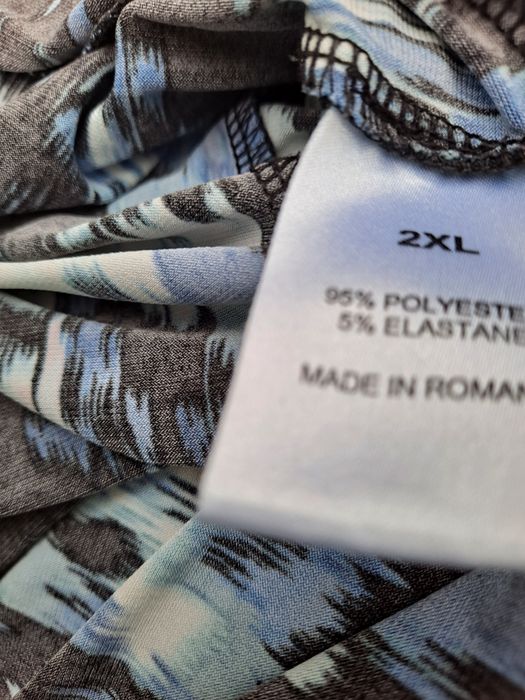 2XL
95% POLYESTE
5% ELASTANE
MADE IN ROMAN